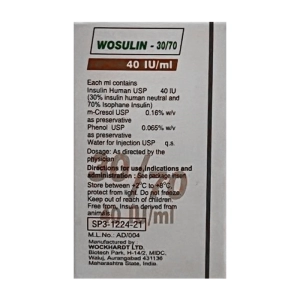 WOSULIN - 30/70
40 IU/ml
Each ml contains
Insulin Human USP 40 IU
(30% insulin human neutral and
70% Isophane Insulin)
m-Cresol USP 0.16% w/v
as preservative
Phenol USP 0.065% w/v
as preservative
Water for Injection USP q.s.
Dosage: As directed by the
physician
Directions for use, indications and
administration : See package insert
Store between +2°C to +8°C,
protect from light. Do not freeze
Keep out of reach of children.
Free from, Insulin derived from
animals
30/70
40 IU/ml
SP3-1224-21
M.L.No.: AD/004
Manufactured by :
WOCKHARDT LTD.
Biotech Park, H-14/2, MIDC,
Waluj, Aurangabad 431136
Maharashtra State, India.